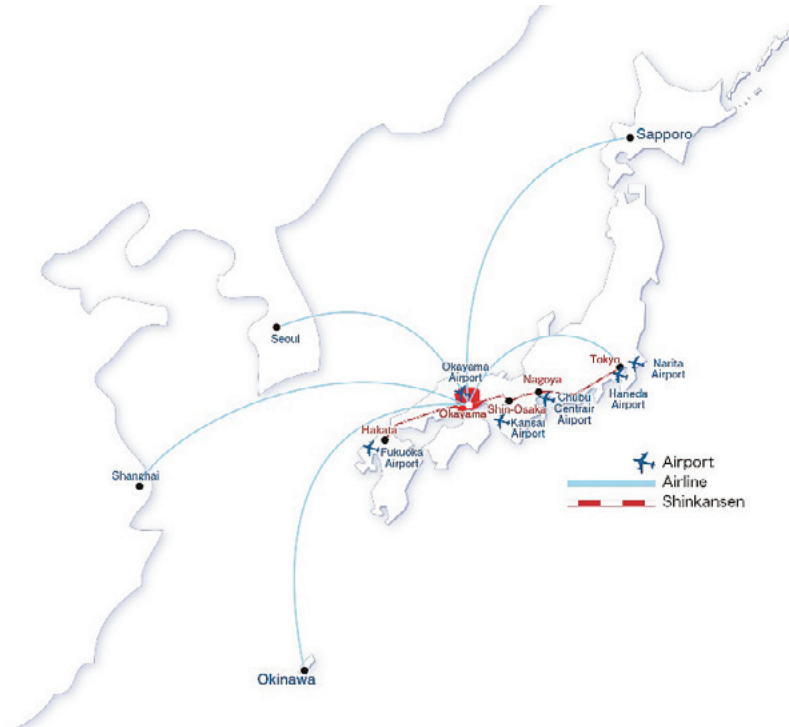 Sapporo
Seoul
Okayama
Airport
Tokyo
Narita
Airport
Nagoya
Haneda
Airport
Okayama
Shin-Osaka
Chubu
Centrair
Airport
Kansai
Airport
Hakata
Fukuoka
Airport
Shanghai
Airport
Airline
Shinkansen
Okinawa